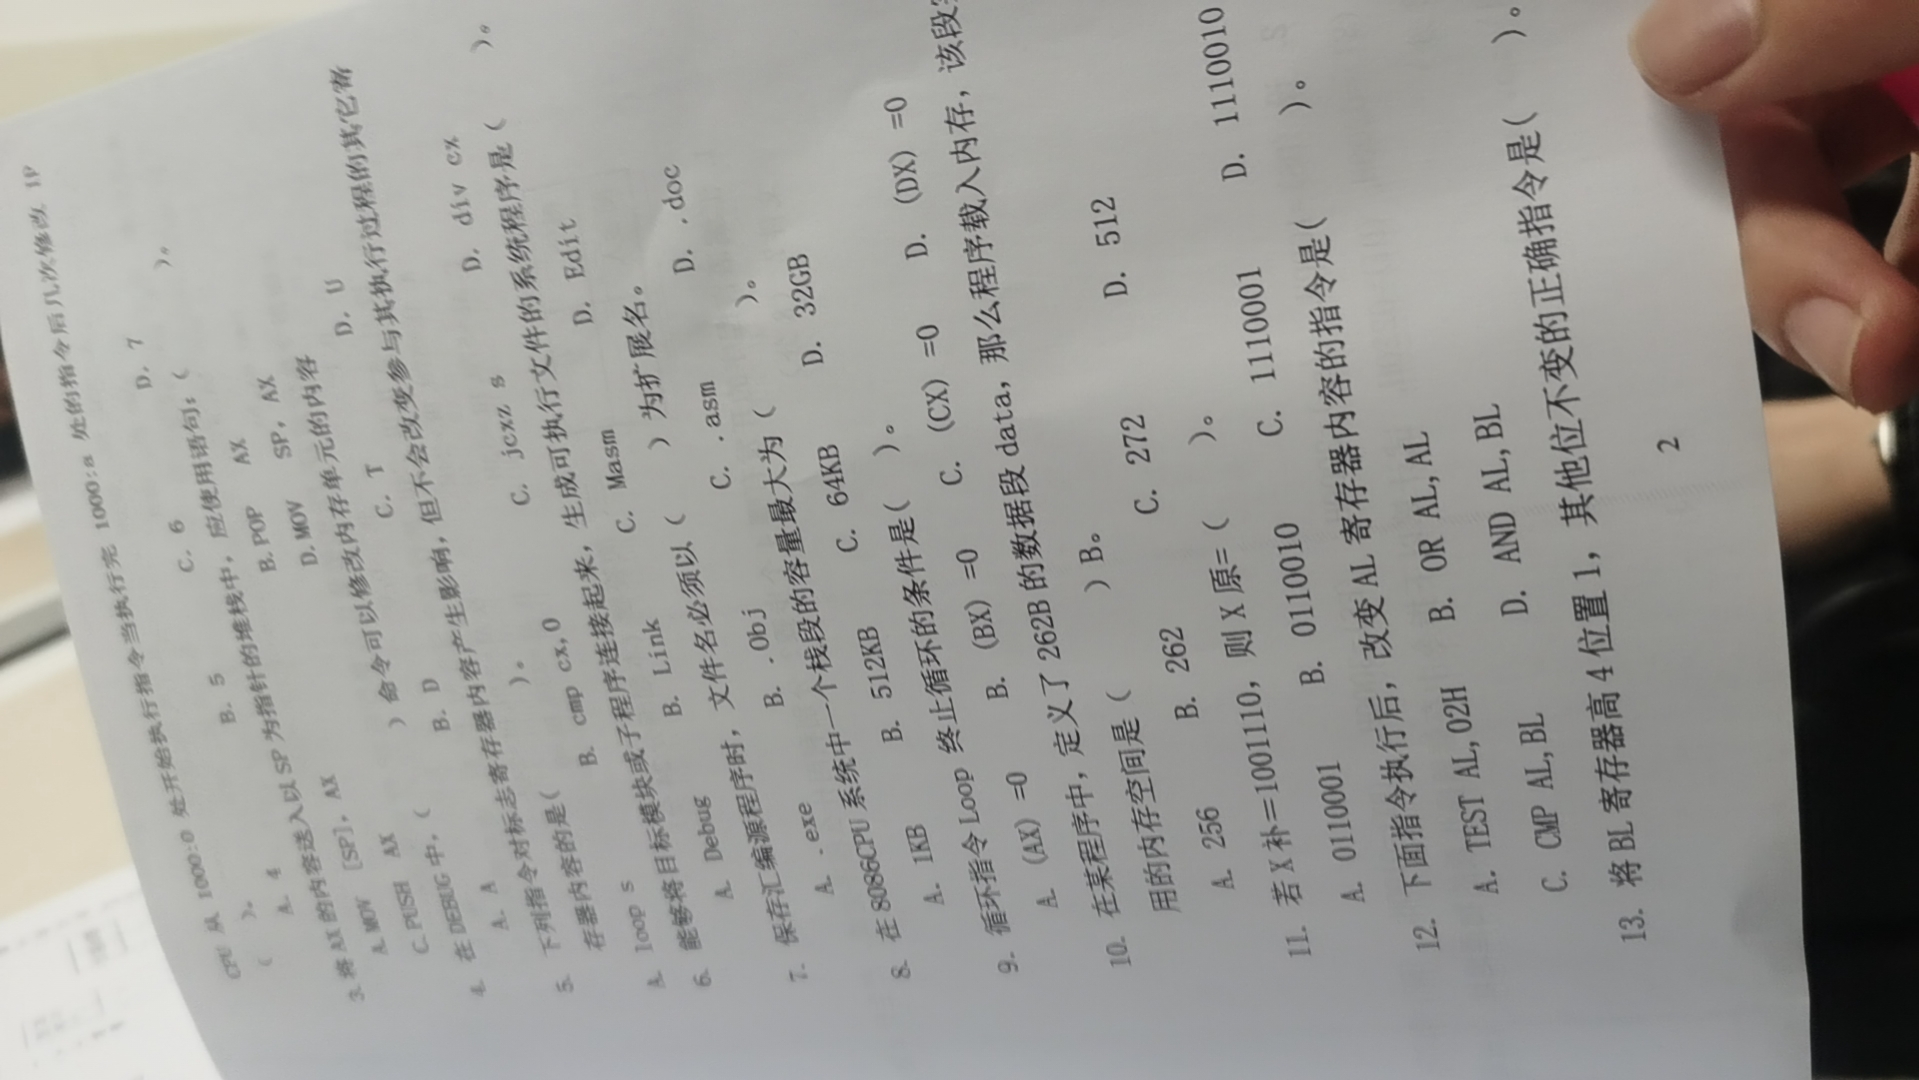 CPU 从 1000:0 处开始执行指令当执行完 1000:a 处的指令后几次修改 IP
( )。
A. 4 B. 5 C. 6 D. 7
3. 将 AX 的内容送入以 SP 为指针的堆栈中，应使用语句:( )。
A. MOV [SP], AX B. POP AX
C. PUSH AX D. MOV SP, AX
4. 在 DEBUG 中，( ) 命令可以修改内存单元的内容
A. A B. D C. T D. U
5. 下列指令对标志寄存器内容产生影响，但不会改变参与其执行过程的其它寄
存器内容的是( )。
A. loop s B. cmp cx,0 C. jcxz s D. div cx
6. 能够将目标模块或子程序连接起来，生成可执行文件的系统程序是( )。
A. Debug B. Link C. Masm D. Edit
7. 保存汇编源程序时，文件名必须以( ) 为扩展名。
A. .exe B. .Obj C. .asm D. .doc
8. 在 8086CPU 系统中一个栈段的容量最大为( )。
A. 1KB B. 512KB C. 64KB D. 32GB
9. 循环指令 Loop 终止循环的条件是( )。
A. (AX) =0 B. (BX) =0 C. (CX) =0 D. (DX) =0
10. 在某程序中，定义了 262B 的数据段 data，那么程序载入内存，该段
用的内存空间是( ) B。
A. 256 B. 262 C. 272 D. 512
11. 若 X 补=1001110，则 X 原=( )。
A. 0110001 B. 0110010 C. 1110001 D. 1110010
12. 下面指令执行后，改变 AL 寄存器内容的指令是( )。
A. TEST AL,02H B. OR AL,AL
C. CMP AL,BL D. AND AL,BL
13. 将 BL 寄存器高 4 位置 1，其他位不变的正确指令是( )。
2